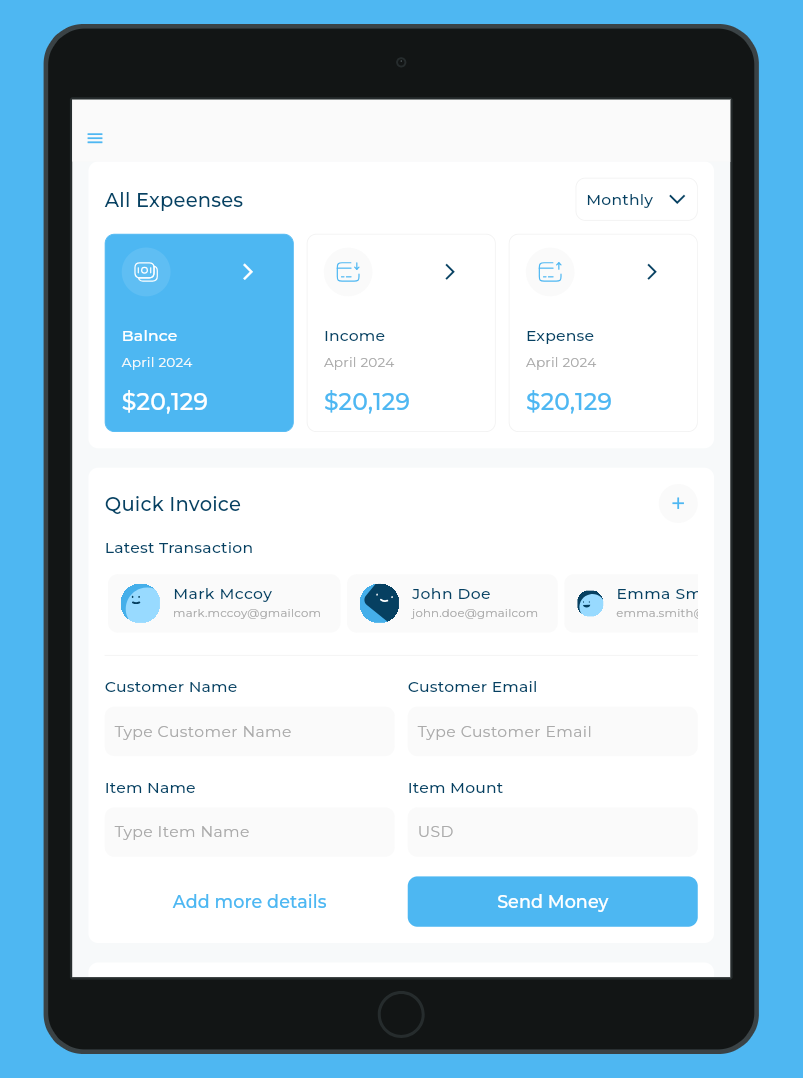 All Expeenses
Monthly
Balnce
April 2024
$20,129
Income
April 2024
$20,129
Expense
April 2024
$20,129
Quick Invoice
Latest Transaction
Mark Mccoy
mark.mccoy@gmailcom
John Doe
john.doe@gmailcom
Emma Sm
emma.smith@
Customer Name
Customer Email
Type Customer Name
Type Customer Email
Item Name
Item Mount
Type Item Name
USD
Add more details
Send Money